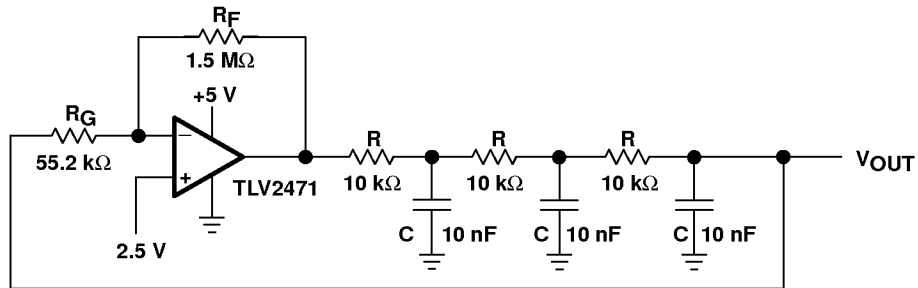 RF
1.5 MΩ
+5 V
RG
55.2 kΩ
−
+
TLV2471
2.5 V
R
10 kΩ
R
10 kΩ
R
10 kΩ
C 10 nF
C 10 nF
C 10 nF
VOUT